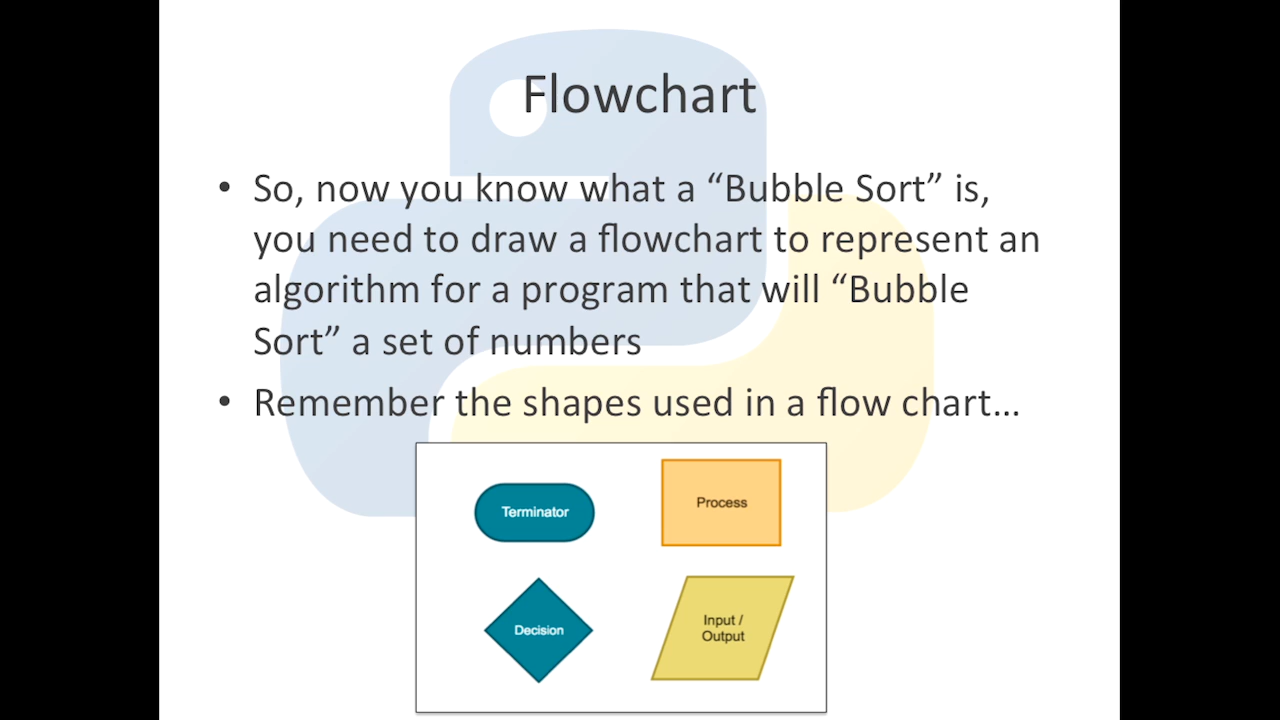 Flowchart
• So, now you know what a “Bubble Sort” is,
you need to draw a flowchart to represent an
algorithm for a program that will “Bubble
Sort” a set of numbers
• Remember the shapes used in a flow chart…
Terminator
Process
Decision
Input /
Output